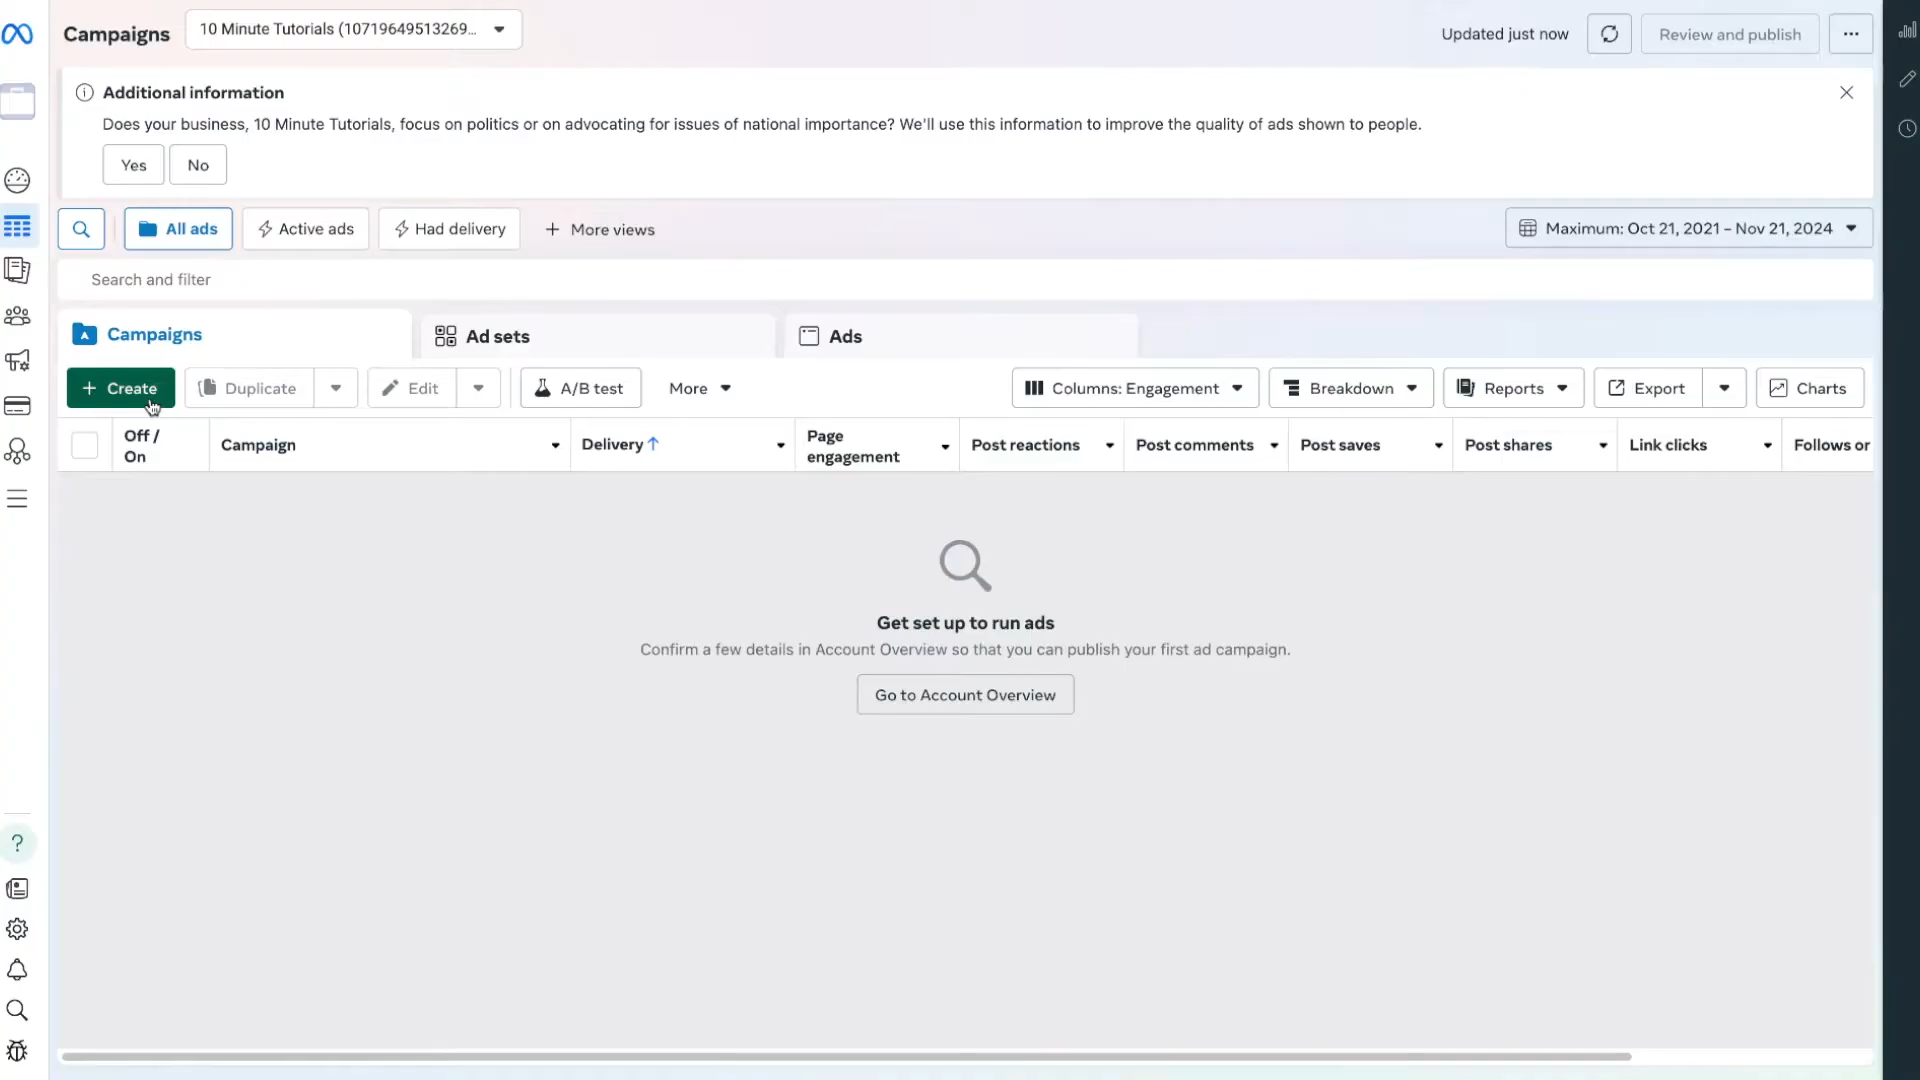 Campaigns
10 Minute Tutorials (10719649513269...
Updated just now
Review and publish
Additional information
Does your business, 10 Minute Tutorials, focus on politics or on advocating for issues of national importance? We'll use this information to improve the quality of ads shown to people.
Yes
No
All ads
Active ads
Had delivery
+ More views
Maximum: Oct 21, 2021 – Nov 21, 2024
Search and filter
Campaigns
Ad sets
Ads
+ Create
Duplicate
Edit
A/B test
More
Columns: Engagement
Breakdown
Reports
Export
Charts
Off /
On
Campaign
Delivery ↑
Page
engagement
Post reactions
Post comments
Post saves
Post shares
Link clicks
Follows or
Get set up to run ads
Confirm a few details in Account Overview so that you can publish your first ad campaign.
Go to Account Overview